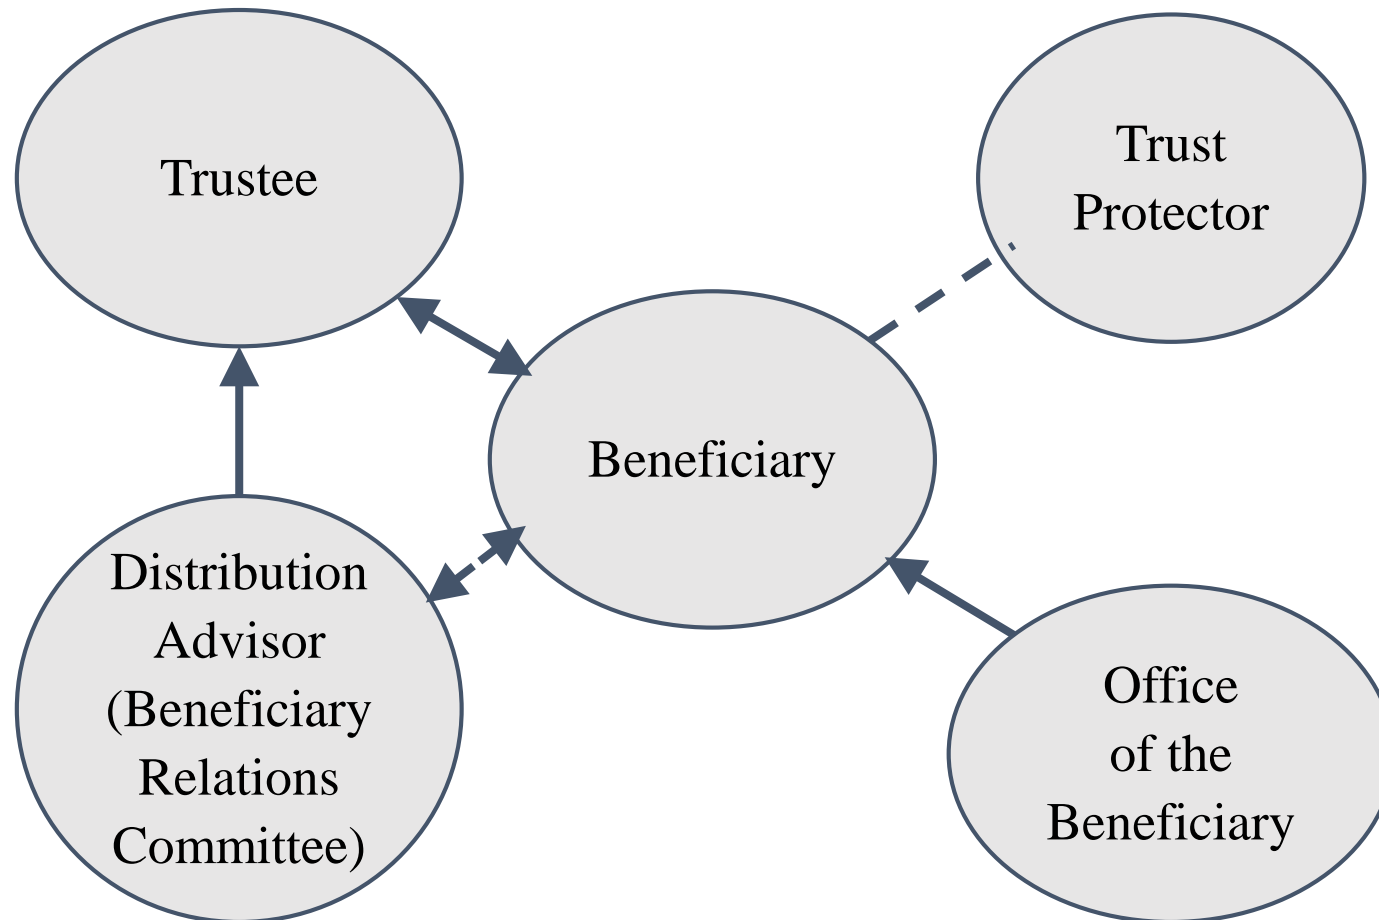 Trustee
Trust
Protector
Beneficiary
Distribution
Advisor
(Beneficiary
Relations
Committee)
Office
of the
Beneficiary